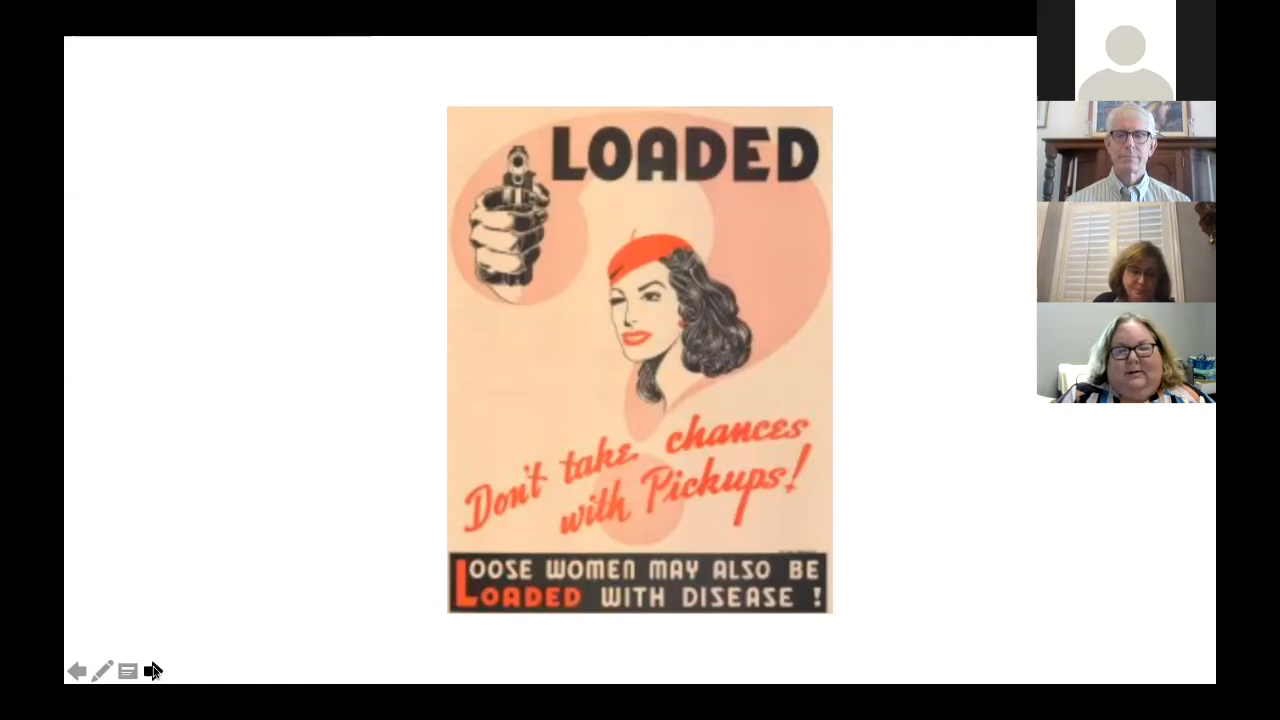 LOADED
Don't take chances
with Pickups!
LOOSE WOMEN MAY ALSO BE
LOADED WITH DISEASE !